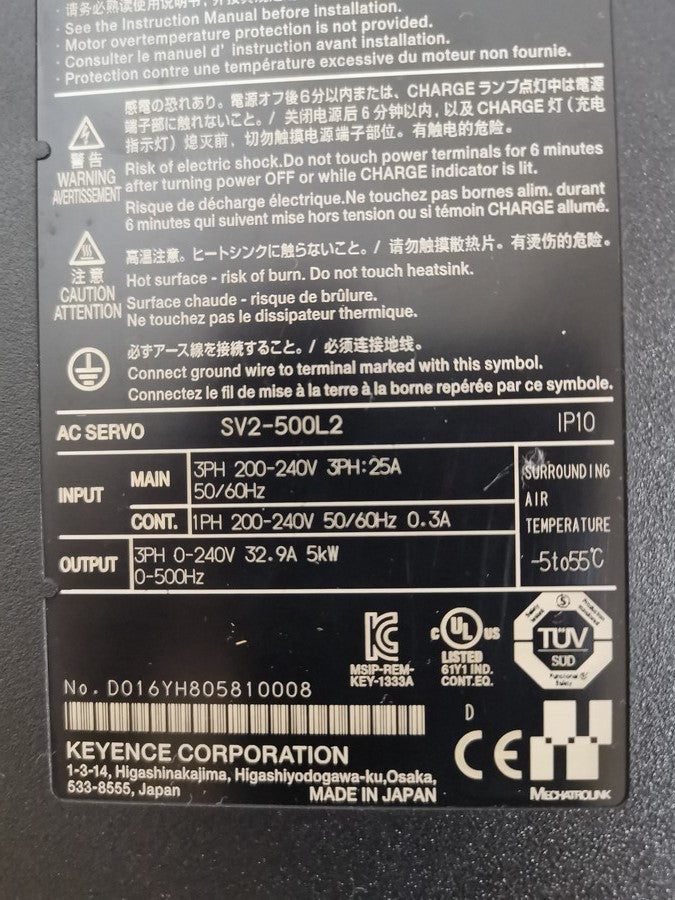 · 请务必熟读使用说明书
· See the Instruction Manual before installation.
· Motor overtemperature protection is not provided.
· Consulter le manuel d' instruction avant installation.
· Protection contre une température excessive du moteur non fournie.
感電の恐れあり。電源オフ後6分以内または、CHARGE ランプ点灯中は電源
端子部に触れないこと。/ 关闭电源后 6 分钟以内，以及 CHARGE 灯（充电
指示灯）熄灭前，切勿触摸电源端子部位。有触电的危险。
警告
WARNING
AVERTISSEMENT
Risk of electric shock.Do not touch power terminals for 6 minutes
after turning power OFF or while CHARGE indicator is lit.
Risque de décharge électrique.Ne touchez pas bornes alim. durant
6 minutes qui suivent mise hors tension ou si témoin CHARGE allumé.
高温注意。ヒートシンクに触らないこと。/ 请勿触摸散热片。有烫伤的危险。
注意
CAUTION
ATTENTION
Hot surface - risk of burn. Do not touch heatsink.
Surface chaude - risque de brûlure.
Ne touchez pas le dissipateur thermique.
必ずアース線を接続すること。/ 必须连接地线。
Connect ground wire to terminal marked with this symbol.
Connectez le fil de mise à la terre à la borne repérée par ce symbole.
AC SERVO SV2-500L2 IP10
INPUT
MAIN
3PH 200-240V 3PH:25A
50/60Hz
CONT. 1PH 200-240V 50/60Hz 0.3A
SURROUNDING
AIR
TEMPERATURE
-5to55℃
OUTPUT
3PH 0-240V 32.9A 5kW
0-500Hz
MSIP-REM-
KEY-1333A
c UL US
LISTED
61Y1 IND.
CONT.EQ.
TÜV
SÜD
Functional
Safety
No. D016YH805810008
D
KEYENCE CORPORATION
1-3-14, Higashinakajima, Higashiyodogawa-ku,Osaka,
533-8555, Japan
MADE IN JAPAN
CE
MECHATROLINK